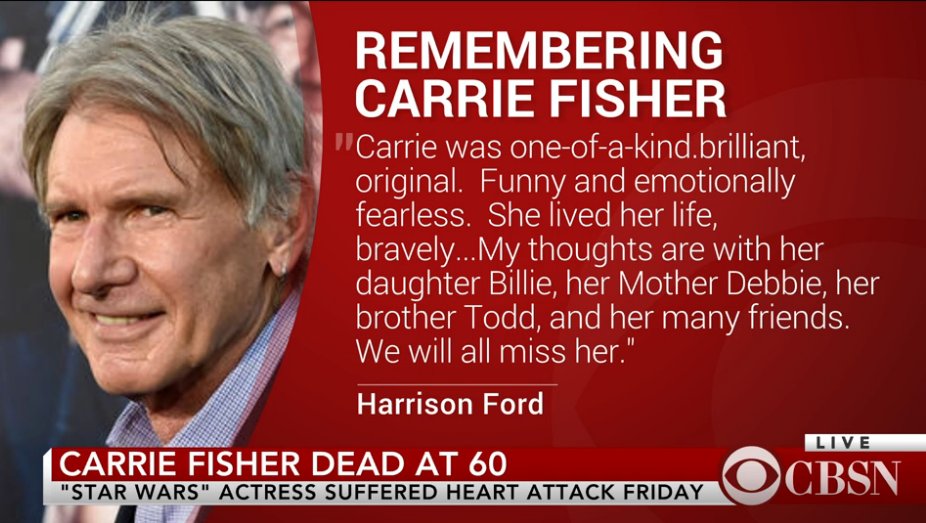 REMEMBERING
CARRIE FISHER
"Carrie was one-of-a-kind.brilliant,
original. Funny and emotionally
fearless. She lived her life,
bravely...My thoughts are with her
daughter Billie, her Mother Debbie, her
brother Todd, and her many friends.
We will all miss her."
Harrison Ford
LIVE
CARRIE FISHER DEAD AT 60
"STAR WARS" ACTRESS SUFFERED HEART ATTACK FRIDAY
CBSN